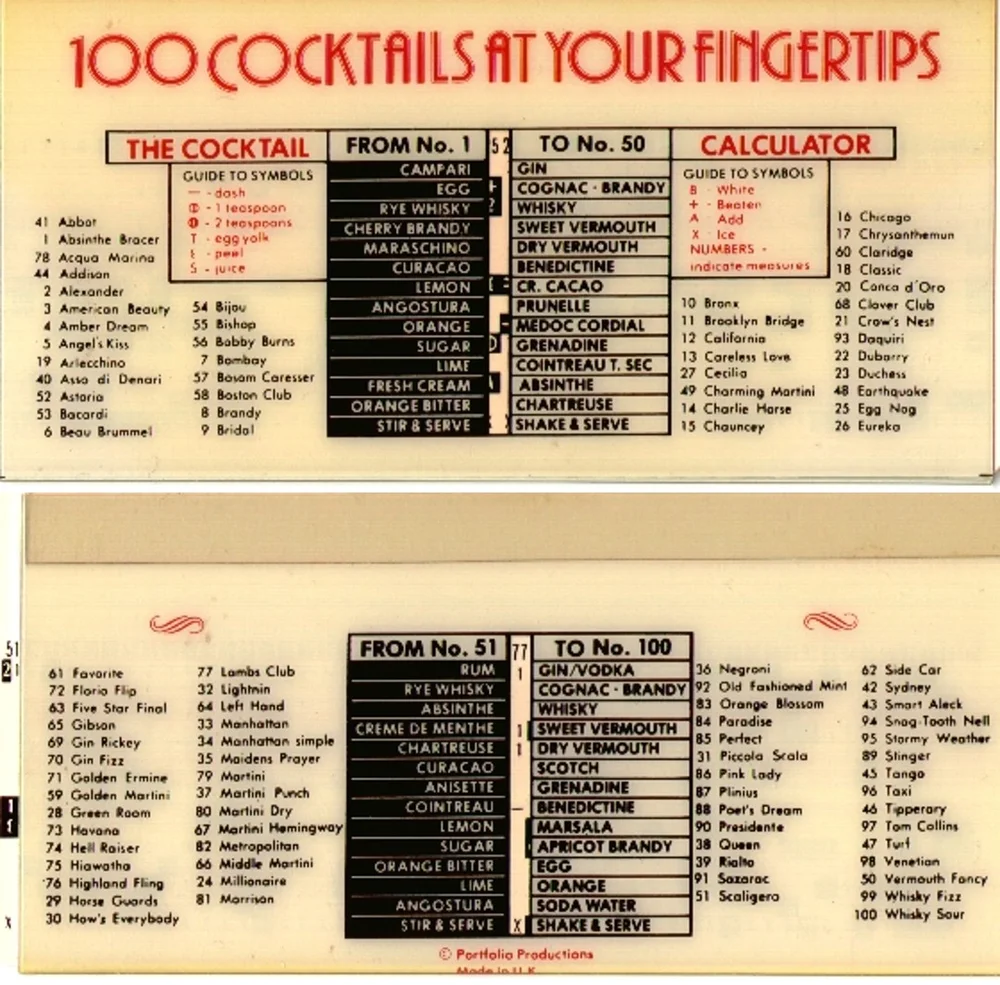 100 COCKTAILS AT YOUR FINGERTIPS
THE COCKTAIL
FROM No. 1
52
TO No. 50
CALCULATOR
GUIDE TO SYMBOLS
— - dash
- 1 teaspoon
- 2 teaspoons
T - egg yolk
- peel
S - juice
41 Abbot
1 Absinthe Bracer
78 Acqua Marina
44 Addison
2 Alexander
3 American Beauty
4 Amber Dream
5 Angel's Kiss
19 Arlecchino
40 Asso di Denari
52 Astoria
53 Bacardi
6 Beau Brummel
54 Bijou
55 Bishop
56 Bobby Burns
7 Bombay
57 Bosam Caresser
58 Boston Club
8 Brandy
9 Bridal
CAMPARI
EGG
RYE WHISKY
CHERRY BRANDY
MARASCHINO
CURACAO
LEMON
ANGOSTURA
ORANGE
SUGAR
LIME
FRESH CREAM
ORANGE BITTER
STIR & SERVE
GIN
COGNAC - BRANDY
WHISKY
SWEET VERMOUTH
DRY VERMOUTH
BENEDICTINE
CR. CACAO
PRUNELLE
MEDOC CORDIAL
GRENADINE
COINTREAU T. SEC
ABSINTHE
CHARTREUSE
SHAKE & SERVE
GUIDE TO SYMBOLS
B - White
+ - Beaten
A - Add
X - Ice
NUMBERS -
indicate measures
10 Bronx
11 Brooklyn Bridge
12 California
13 Careless Love
27 Cecilia
49 Charming Martini
14 Charlie Horse
15 Chauncey
16 Chicago
17 Chrysanthemun
60 Claridge
18 Classic
20 Conca d'Oro
68 Clover Club
21 Crow's Nest
93 Daquiri
22 Dubarry
23 Duchess
48 Earthquake
25 Egg Nog
26 Eureka
51
21
61 Favorite
72 Florio Flip
63 Five Star Final
65 Gibson
69 Gin Rickey
70 Gin Fizz
71 Golden Ermine
59 Golden Martini
28 Green Room
73 Havana
74 Hell Raiser
75 Hiawatha
76 Highland Fling
29 Horse Guards
30 How's Everybody
77 Lambs Club
32 Lightnin
64 Left Hand
33 Manhattan
34 Manhattan simple
35 Maidens Prayer
79 Martini
37 Martini Punch
80 Martini Dry
67 Martini Hemingway
82 Metropolitan
66 Middle Martini
24 Millionaire
81 Morrison
FROM No. 51
77
TO No. 100
RUM
RYE WHISKY
ABSINTHE
CREME DE MENTHE
CHARTREUSE
CURACAO
ANISETTE
COINTREAU
LEMON
SUGAR
ORANGE BITTER
LIME
ANGOSTURA
STIR & SERVE
1
1
1
—
X
GIN/VODKA
COGNAC - BRANDY
WHISKY
SWEET VERMOUTH
DRY VERMOUTH
SCOTCH
GRENADINE
BENEDICTINE
MARSALA
APRICOT BRANDY
EGG
ORANGE
SODA WATER
SHAKE & SERVE
36 Negroni
92 Old Fashioned Mint
83 Orange Blossom
84 Paradise
85 Perfect
31 Piccola Scala
86 Pink Lady
87 Plinius
88 Poet's Dream
90 Presidente
38 Queen
39 Rialto
91 Sazarac
51 Scaligero
62 Side Car
42 Sydney
43 Smart Aleck
94 Snag-Tooth Nell
95 Stormy Weather
89 Stinger
45 Tango
96 Taxi
46 Tipperary
97 Tom Collins
47 Turf
98 Venetian
50 Vermouth Fancy
99 Whisky Fizz
100 Whisky Sour
X
© Portfolio Productions
Made in U.K.